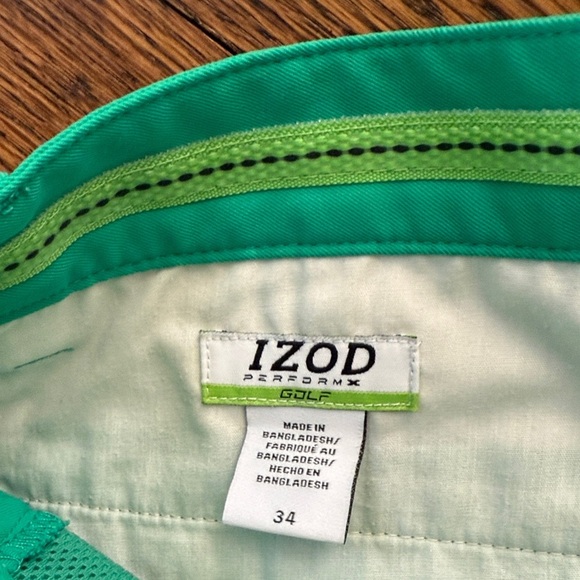 IZOD
PERFORMX
GOLF
MADE IN
BANGLADESH/
FABRIQUÉ AU
BANGLADESH/
HECHO EN
BANGLADESH
34